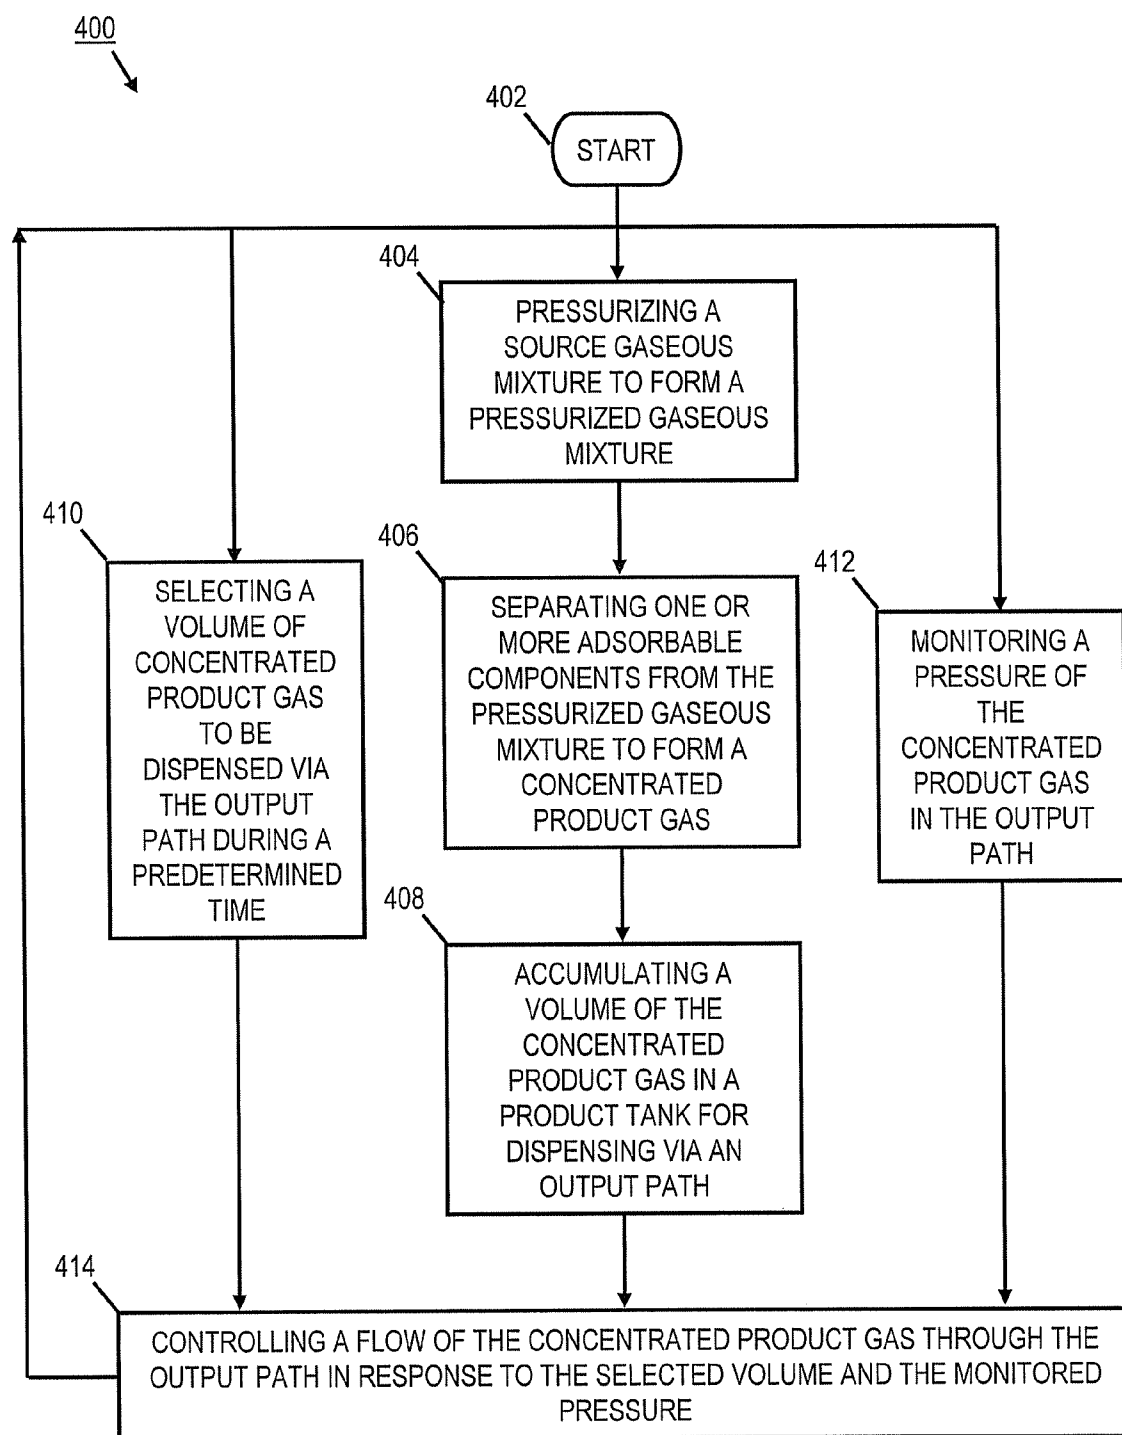 400
402
START
404
PRESSURIZING A
SOURCE GASEOUS
MIXTURE TO FORM A
PRESSURIZED GASEOUS
MIXTURE
410
SELECTING A
VOLUME OF
CONCENTRATED
PRODUCT GAS
TO BE
DISPENSED VIA
THE OUTPUT
PATH DURING A
PREDETERMINED
TIME
406
SEPARATING ONE OR
MORE ADSORBABLE
COMPONENTS FROM THE
PRESSURIZED GASEOUS
MIXTURE TO FORM A
CONCENTRATED
PRODUCT GAS
412
MONITORING A
PRESSURE OF
THE
CONCENTRATED
PRODUCT GAS
IN THE OUTPUT
PATH
408
ACCUMULATING A
VOLUME OF THE
CONCENTRATED
PRODUCT GAS IN A
PRODUCT TANK FOR
DISPENSING VIA AN
OUTPUT PATH
414
CONTROLLING A FLOW OF THE CONCENTRATED PRODUCT GAS THROUGH THE
OUTPUT PATH IN RESPONSE TO THE SELECTED VOLUME AND THE MONITORED
PRESSURE